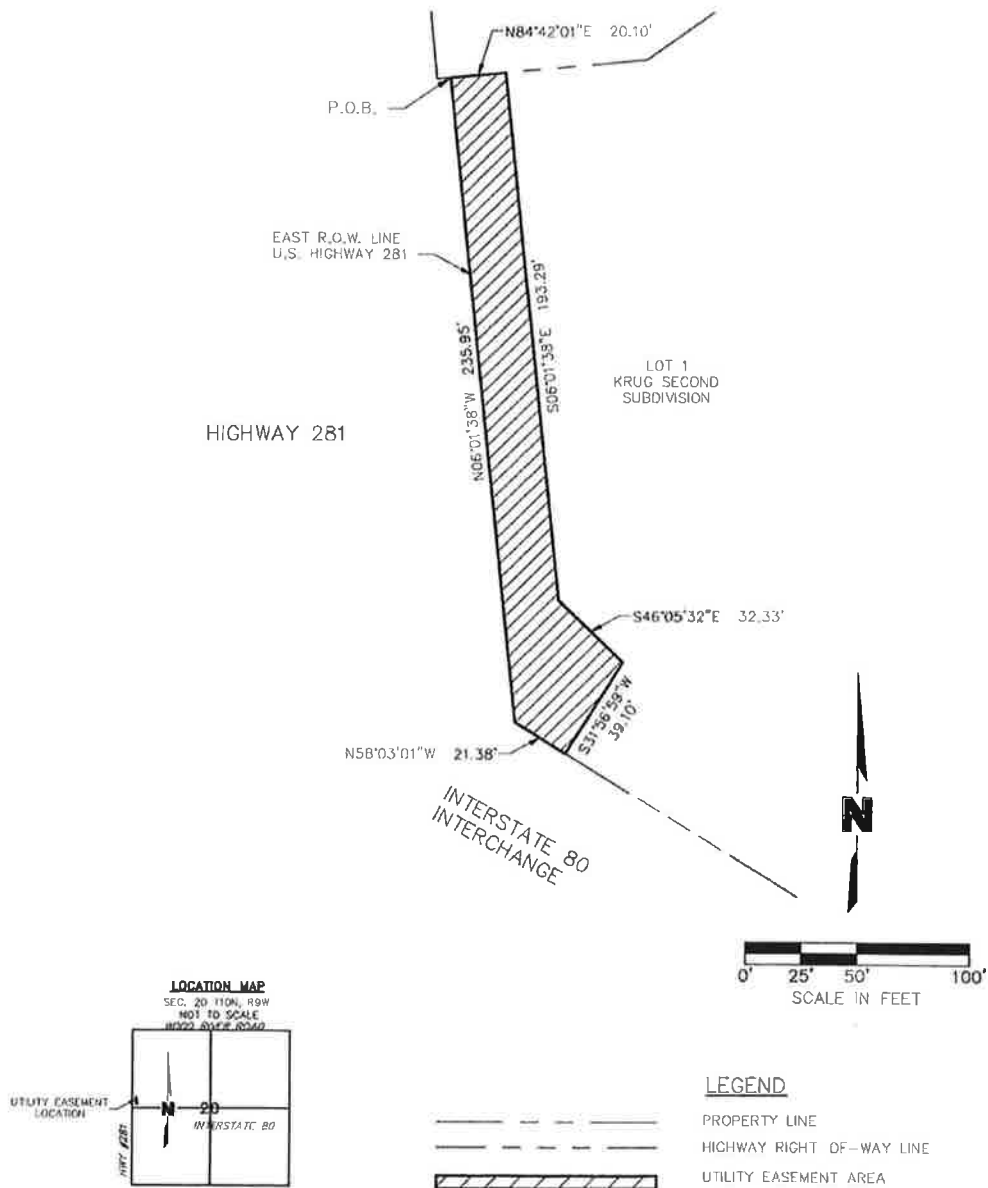 N84°42'01"E 20.10'
P.O.B.
EAST R.O.W. LINE
U.S. HIGHWAY 281
S06°01'38"E 193.29'
N06°01'38"W 235.95'
LOT 1
KRUG SECOND
SUBDIVISION
HIGHWAY 281
S46°05'32"E 32.33'
S31°56'59"W
39.10'
N58°03'01"W 21.38'
INTERSTATE 80
INTERCHANGE
N
0' 25' 50' 100'
SCALE IN FEET
LOCATION MAP
SEC. 20 T10N, R9W
NOT TO SCALE
WOOD RIVER ROAD
UTILITY EASEMENT
LOCATION
N
20
INTERSTATE 80
HWY #281
LEGEND
PROPERTY LINE
HIGHWAY RIGHT OF-WAY LINE
UTILITY EASEMENT AREA